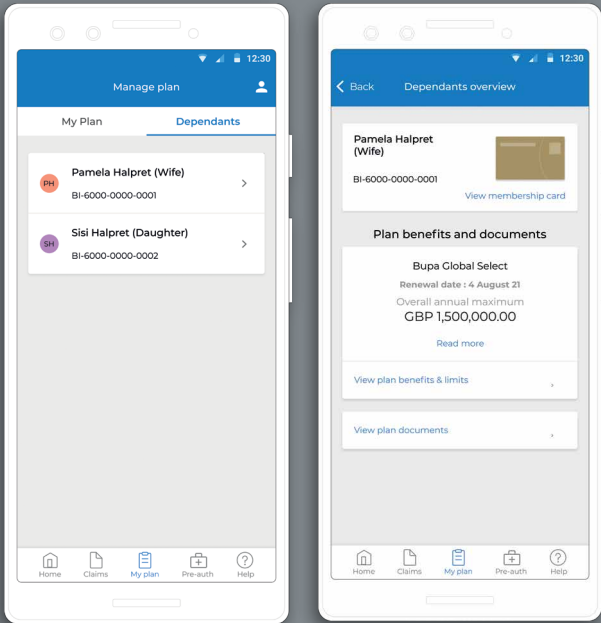 12:30
Manage plan
My Plan
Dependants
PH
Pamela Halpret (Wife)
BI-6000-0000-0001
SH
Sisi Halpret (Daughter)
BI-6000-0000-0002
Home
Claims
My plan
Pre-auth
Help
12:30
Back
Dependants overview
Pamela Halpret
(Wife)
BI-6000-0000-0001
View membership card
Plan benefits and documents
Bupa Global Select
Renewal date : 4 August 21
Overall annual maximum
GBP 1,500,000.00
Read more
View plan benefits & limits
View plan documents
Home
Claims
My plan
Pre-auth
Help